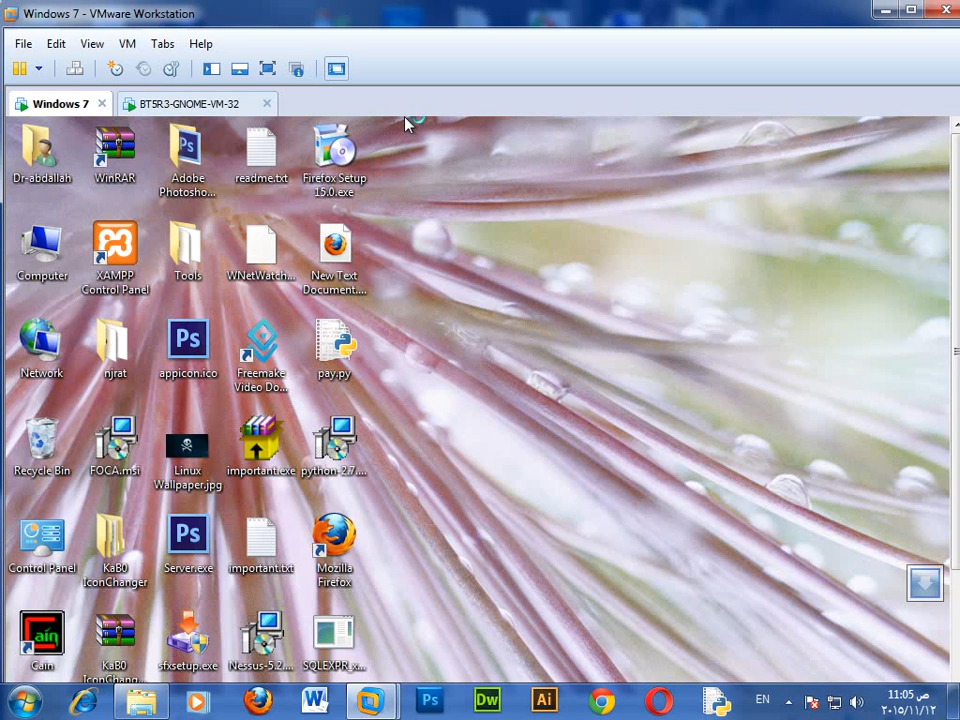 Windows 7 - VMware Workstation
File Edit View VM Tabs Help
Windows 7
BT5R3-GNOME-VM-32
Dr-abdallah
WinRAR
Adobe
Photosho...
readme.txt
Firefox Setup
15.0.exe
Computer
XAMPP
Control Panel
Tools
WNetWatch...
New Text
Document....
Network
njrat
appicon.ico
Freemake
Video Do...
pay.py
Recycle Bin
FOCA.msi
Linux
Wallpaper.jpg
important.exe
python-2.7....
Control Panel
KaB0
IconChanger
Server.exe
important.txt
Mozilla
Firefox
Cain
KaB0
IconChang...
sfxsetup.exe
Nessus-5.2....
SQLEXPR_x...
EN
11:05 ص
٢٠١٥/١١/١٢